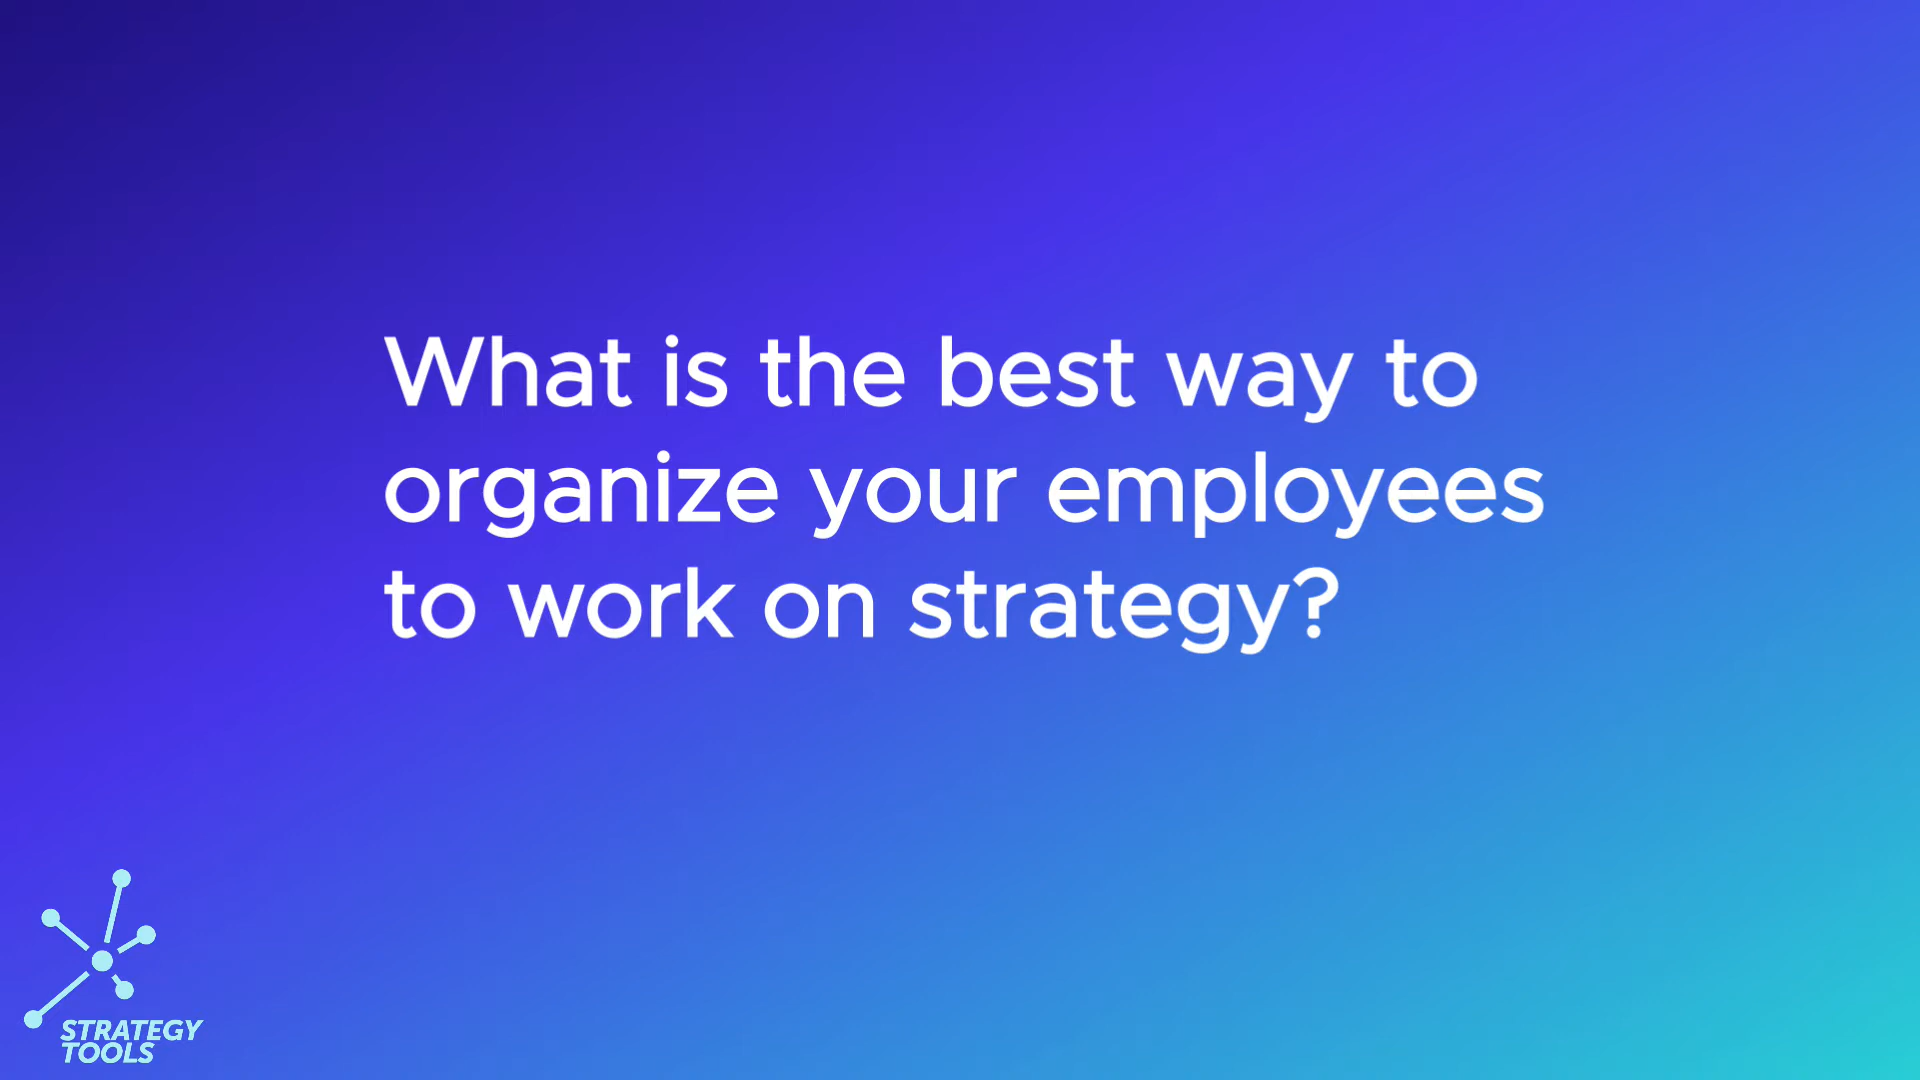 What is the best way to
organize your employees
to work on strategy?
STRATEGY
TOOLS